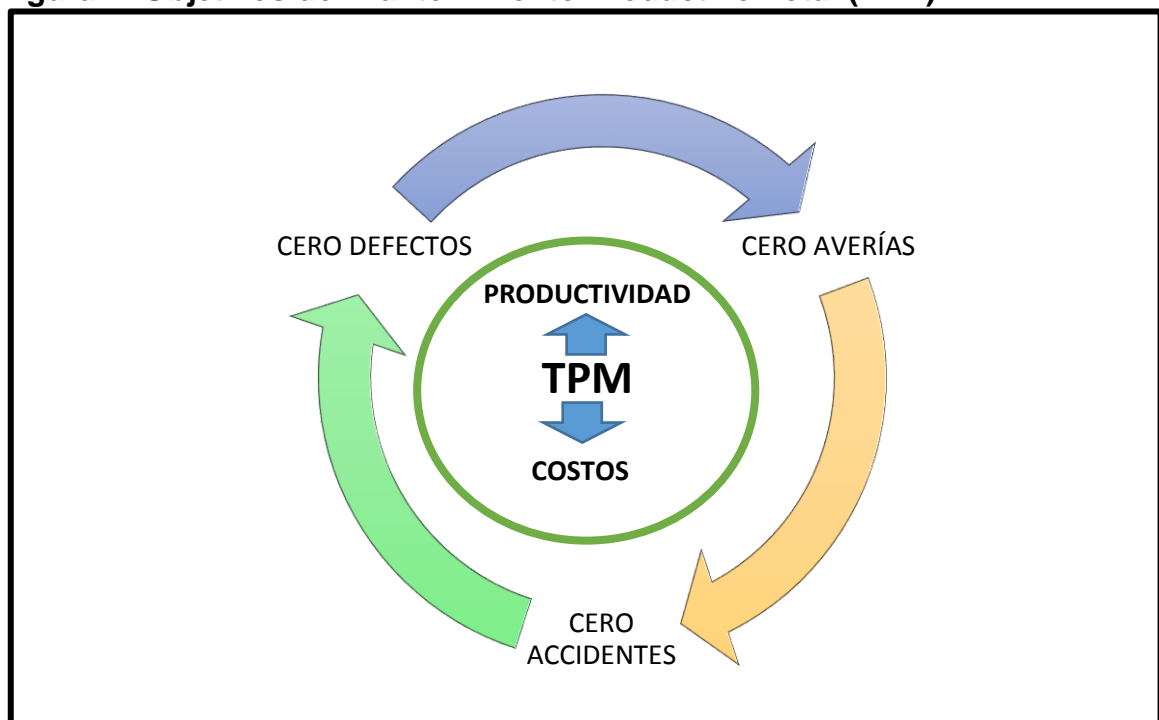 CERO DEFECTOS
CERO AVERÍAS
PRODUCTIVIDAD
TPM
COSTOS
CERO
ACCIDENTES